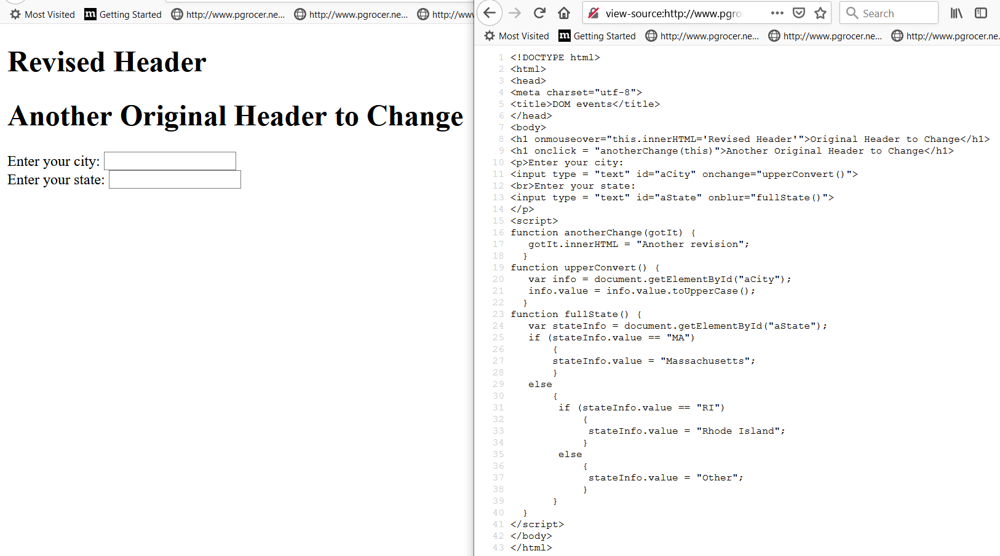 Most Visited Getting Started http://www.pgrocer.ne... http://www.pgrocer.ne... http://www
Revised Header
Another Original Header to Change
Enter your city:
Enter your state:
view-source:http://www.pgro Search
Most Visited Getting Started http://www.pgrocer.ne... http://www.pgrocer.ne... http://www.pgrocer.ne.
1 <!DOCTYPE html>
2 <html>
3 <head>
4 <meta charset="utf-8">
5 <title>DOM events</title>
6 </head>
7 <body>
8 <h1 onmouseover="this.innerHTML='Revised Header'">Original Header to Change</h1>
9 <h1 onclick = "anotherChange(this)">Another Original Header to Change</h1>
10 <p>Enter your city:
11 <input type = "text" id="aCity" onchange="upperConvert()">
12 <br>Enter your state:
13 <input type = "text" id="aState" onblur="fullState()">
14 </p>
15 <script>
16 function anotherChange(gotIt) {
17 gotIt.innerHTML = "Another revision";
18 }
19 function upperConvert() {
20 var info = document.getElementById("aCity");
21 info.value = info.value.toUpperCase();
22 }
23 function fullState() {
24 var stateInfo = document.getElementById("aState");
25 if (stateInfo.value == "MA")
26 {
27 stateInfo.value = "Massachusetts";
28 }
29 else
30 {
31 if (stateInfo.value == "RI")
32 {
33 stateInfo.value = "Rhode Island";
34 }
35 else
36 {
37 stateInfo.value = "Other";
38 }
39 }
40 }
41 </script>
42 </body>
43 </html>